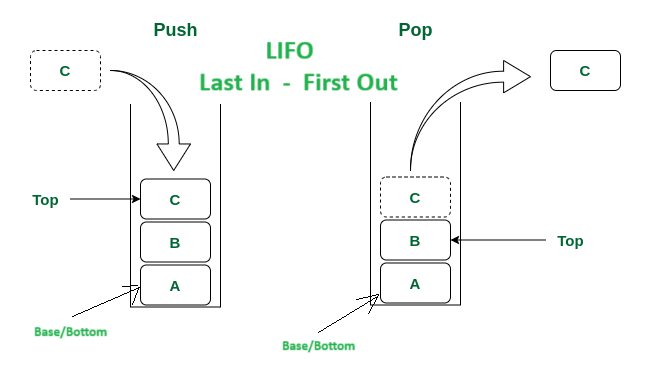 Push
Pop
LIFO
Last In - First Out
C
C
Top
C
B
A
Base/Bottom
C
B
Top
A
Base/Bottom